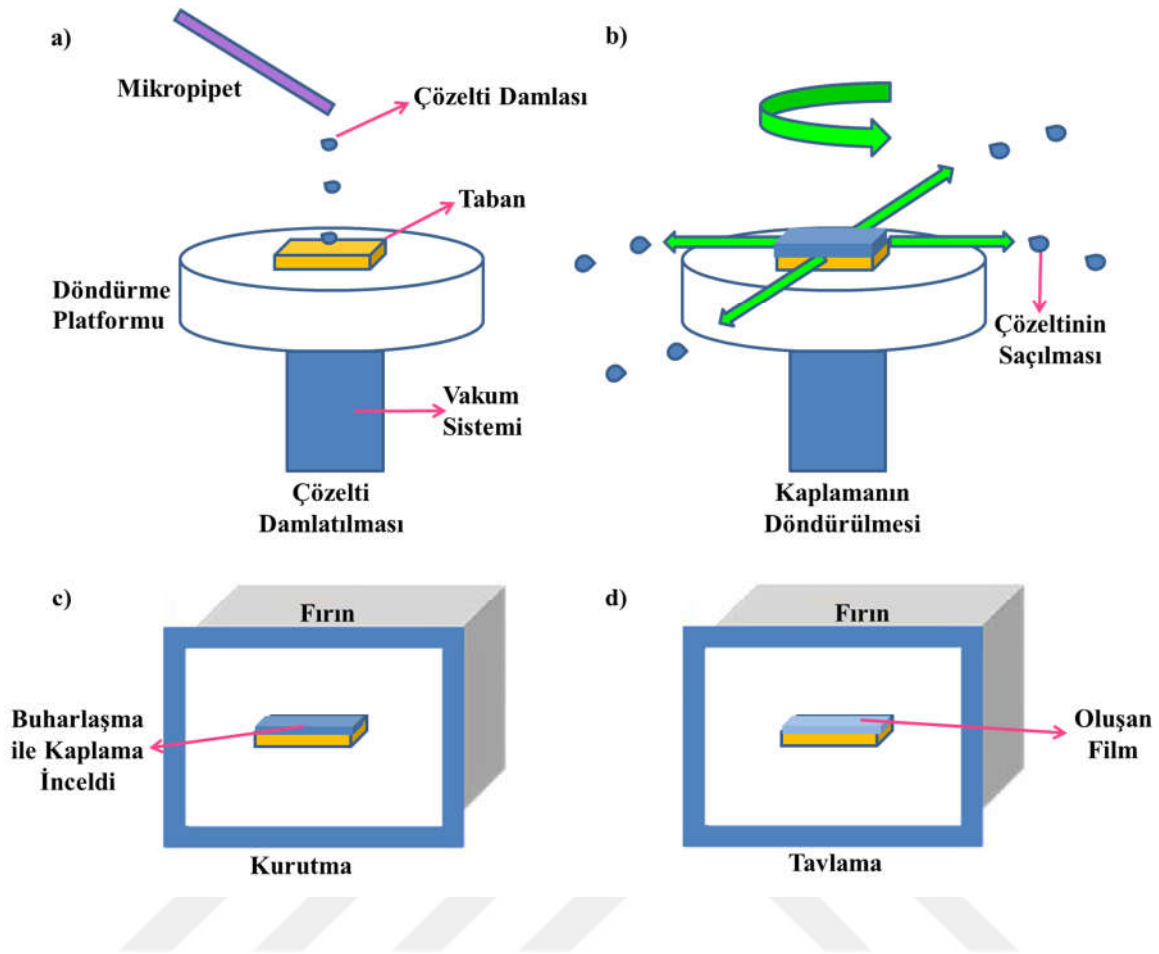 a)
Mikropipet
Çözelti Damlası
Taban
Döndürme
Platformu
Vakum
Sistemi
Çözelti
Damlatılması
b)
Çözeltinin
Saçılması
Kaplamanın
Döndürülmesi
c)
Fırın
Buharlaşma
ile Kaplama
İnceldi
Kurutma
d)
Fırın
Oluşan
Film
Tavlama